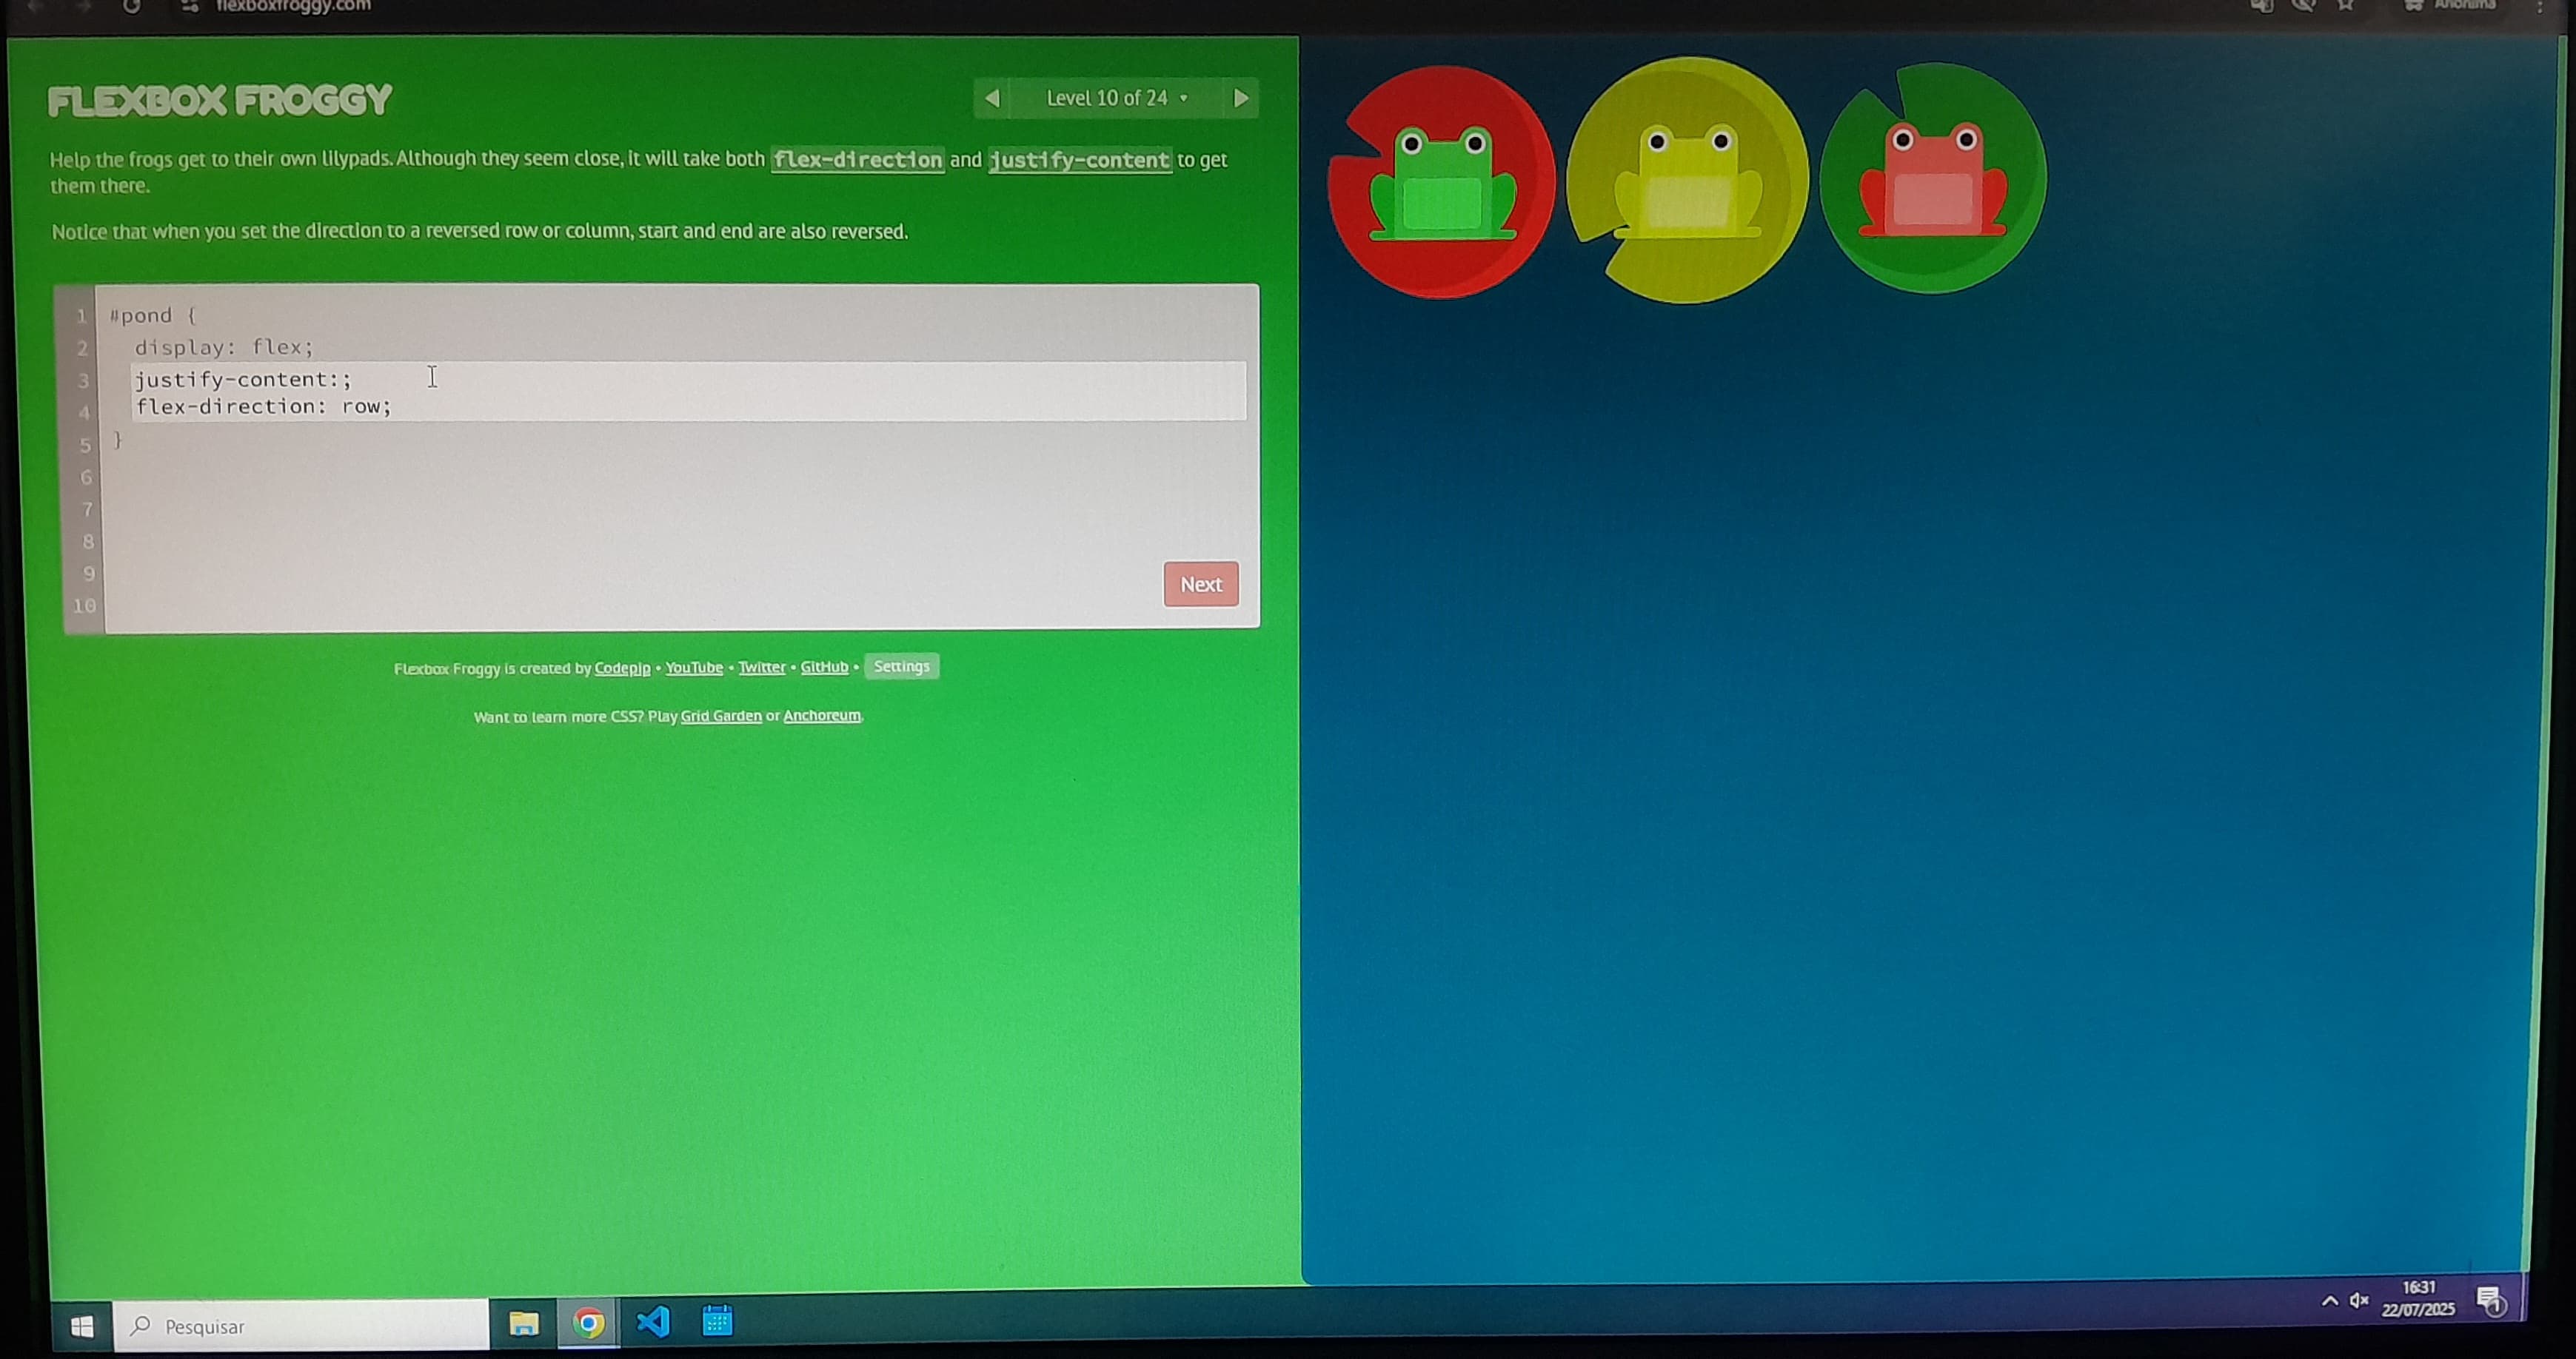 flexboxfroggy.com
Anônima
FLEXBOX FROGGY
Level 10 of 24
Help the frogs get to their own lilypads. Although they seem close, it will take both flex-direction and justify-content to get
them there.
Notice that when you set the direction to a reversed row or column, start and end are also reversed.
1 #pond {
2 display: flex;
3 justify-content:;
4 flex-direction: row;
5 }
6
7
8
9
10
Next
Flexbox Froggy is created by Codepip • YouTube • Twitter • GitHub • Settings
Want to learn more CSS? Play Grid Garden or Anchoreum.
Pesquisar
16:31
22/07/2025
1